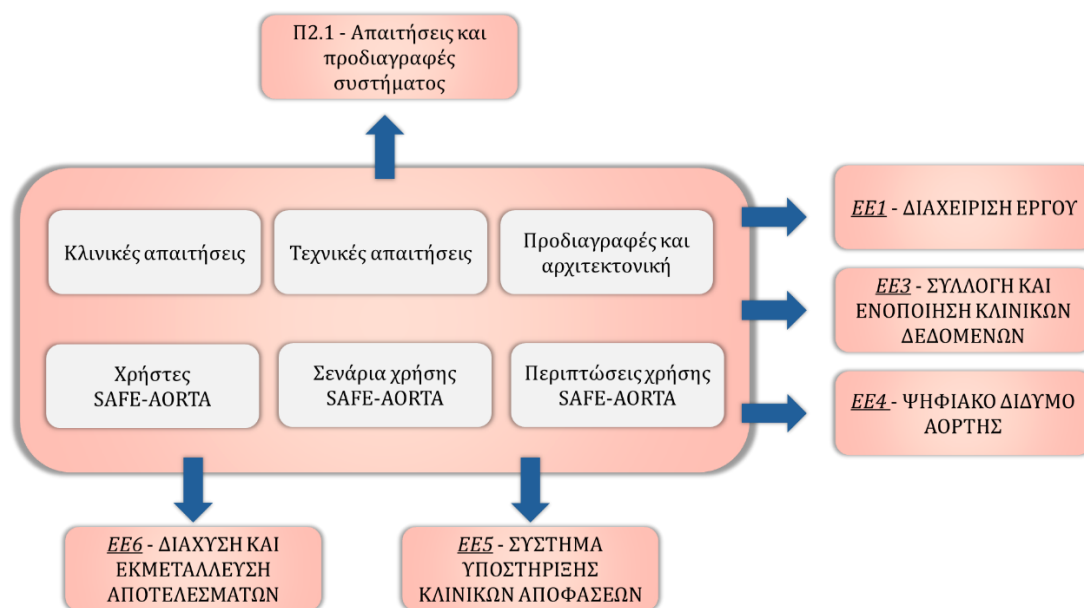 Π2.1 - Απαιτήσεις και
προδιαγραφές
συστήματος
Κλινικές απαιτήσεις
Τεχνικές απαιτήσεις
Προδιαγραφές και
αρχιτεκτονική
Χρήστες
SAFE-AORTA
Σενάρια χρήσης
SAFE-AORTA
Περιπτώσεις χρήσης
SAFE-AORTA
ΕΕ1 - ΔΙΑΧΕΙΡΙΣΗ ΕΡΓΟΥ
ΕΕ3 - ΣΥΛΛΟΓΗ ΚΑΙ
ΕΝΟΠΟΙΗΣΗ ΚΛΙΝΙΚΩΝ
ΔΕΔΟΜΕΝΩΝ
ΕΕ4 - ΨΗΦΙΑΚΟ ΔΙΔΥΜΟ
ΑΟΡΤΗΣ
ΕΕ6 - ΔΙΑΧΥΣΗ ΚΑΙ
ΕΚΜΕΤΑΛΛΕΥΣΗ
ΑΠΟΤΕΛΕΣΜΑΤΩΝ
ΕΕ5 - ΣΥΣΤΗΜΑ
ΥΠΟΣΤΗΡΙΞΗΣ
ΚΛΙΝΙΚΩΝ ΑΠΟΦΑΣΕΩΝ